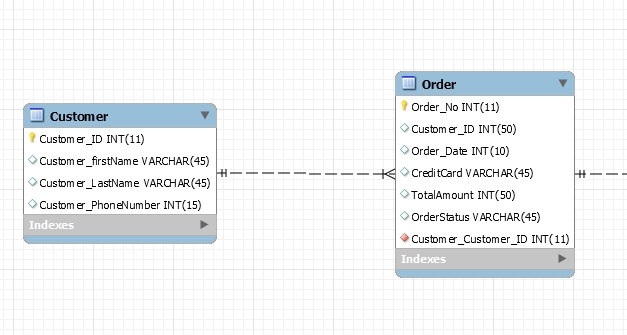 Customer
Customer_ID INT(11)
Customer_firstName VARCHAR(45)
Customer_LastName VARCHAR(45)
Customer_PhoneNumber INT(15)
Indexes
Order
Order_No INT(11)
Customer_ID INT(50)
Order_Date INT(10)
CreditCard VARCHAR(45)
TotalAmount INT(50)
OrderStatus VARCHAR(45)
Customer_Customer_ID INT(11)
Indexes